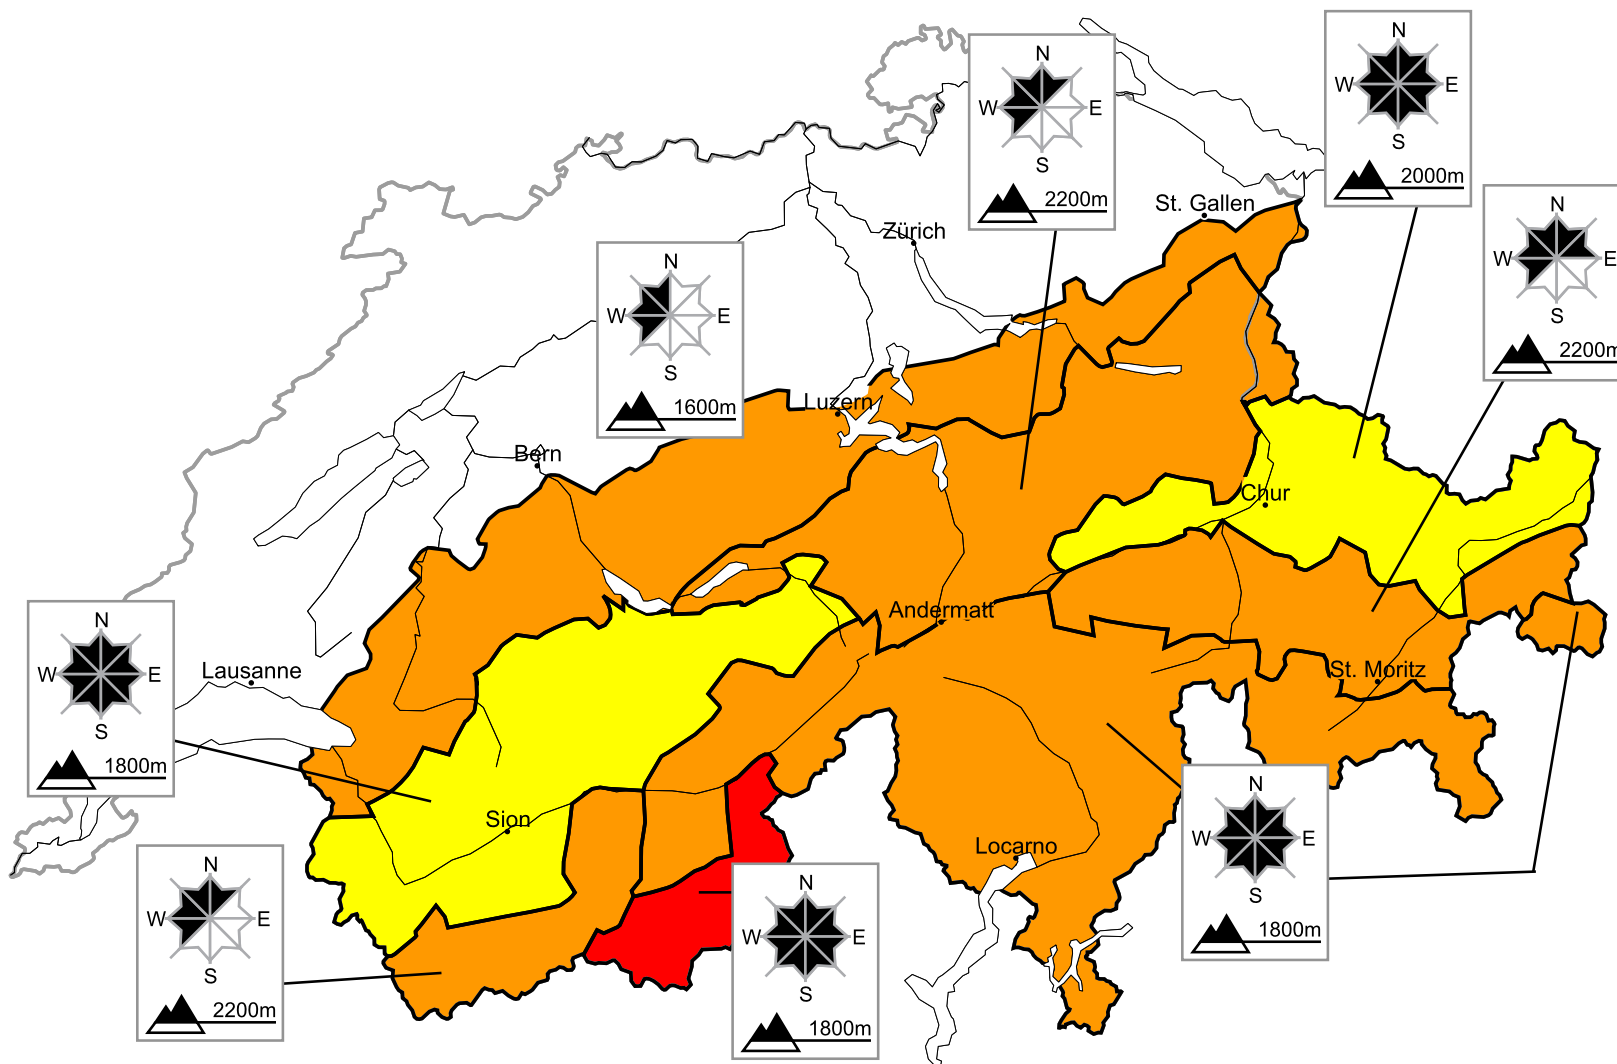 N
W
E
S
2000m
N
W
E
S
2200m
St. Gallen
N
W
E
S
2200m
Zürich
N
W
E
S
1600m
Luzern
Bern
Chur
Andermatt
N
W
E
S
1800m
Lausanne
St. Moritz
Sion
Locarno
N
W
E
S
1800m
N
W
E
S
2200m
N
W
E
S
1800m